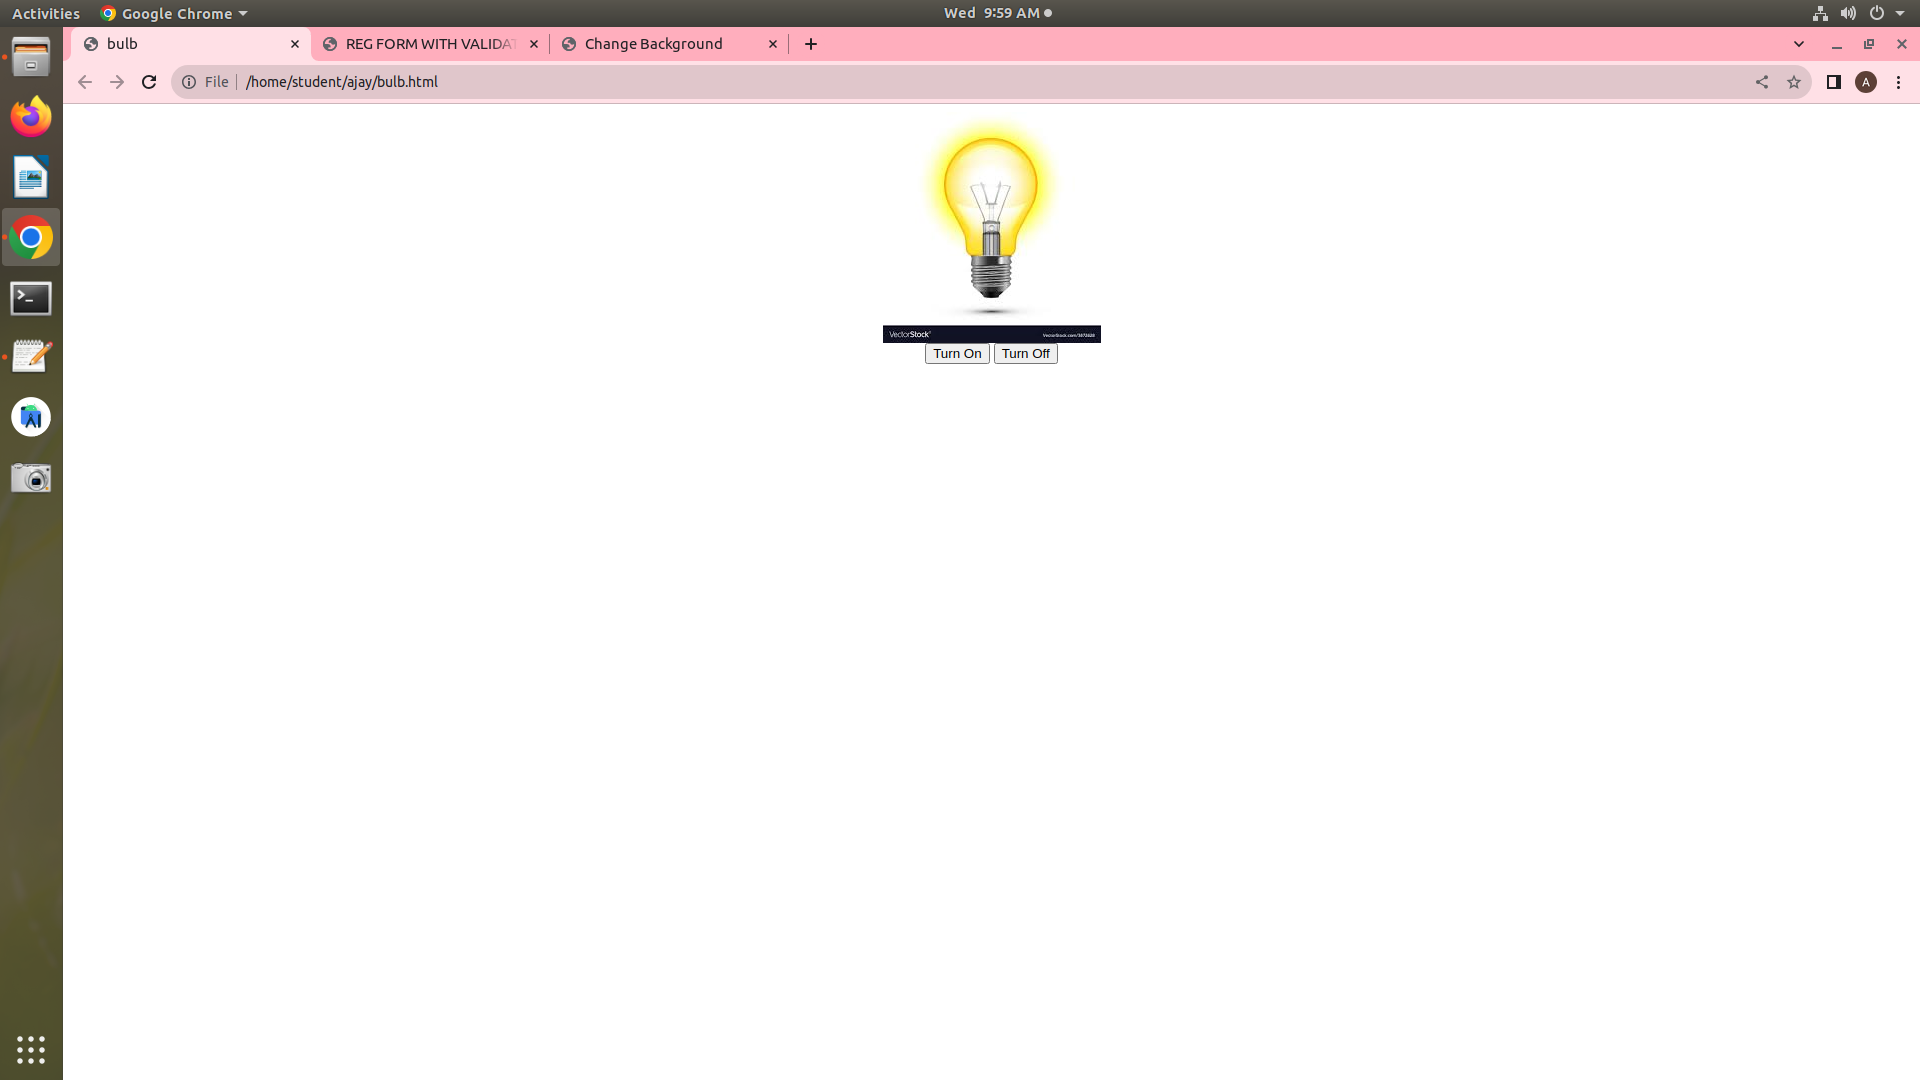 Activities Google Chrome Wed 9:59 AM
bulb REG FORM WITH VALIDAT Change Background
File /home/student/ajay/bulb.html A
VectorStock® VectorStock.com/3873828
Turn On Turn Off